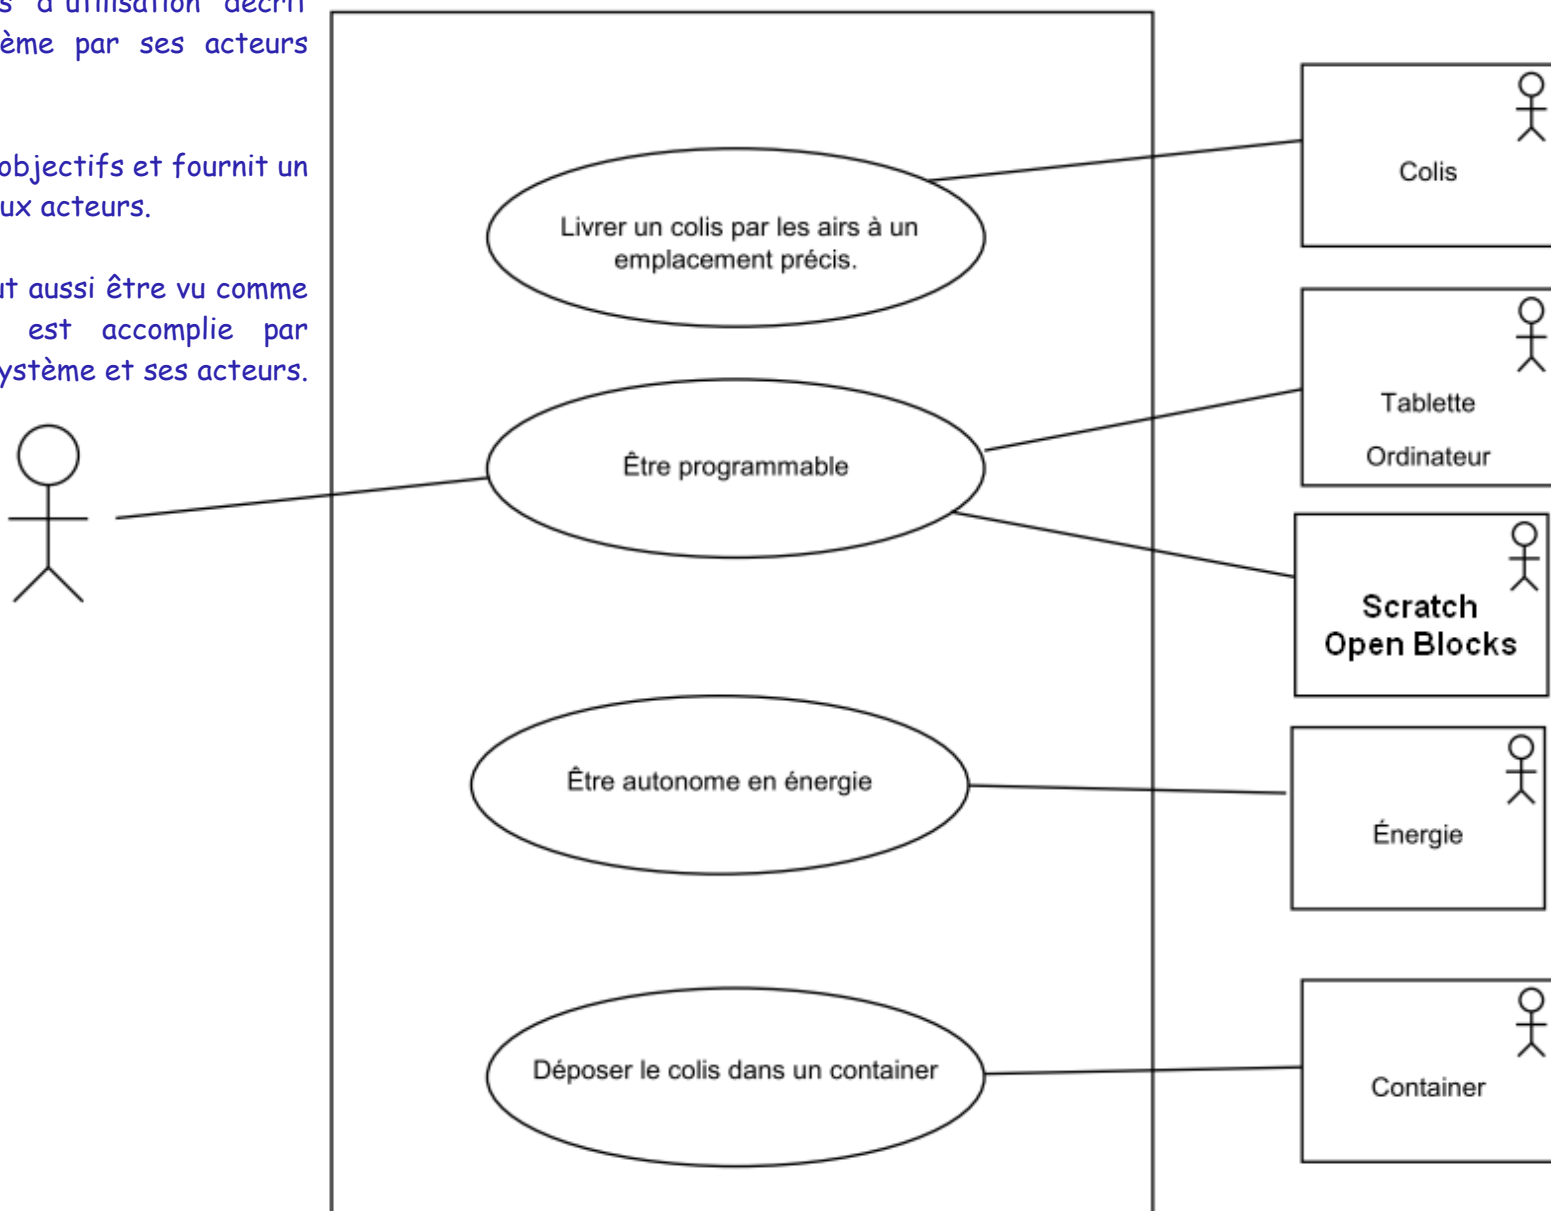 s d'utilisation décrit
ème par ses acteurs
objectifs et fournit un
ux acteurs.
ut aussi être vu comme
est accomplie par
ystème et ses acteurs.
Livrer un colis par les airs à un
emplacement précis.
Colis
Être programmable
Tablette
Ordinateur
Scratch
Open Blocks
Être autonome en énergie
Énergie
Déposer le colis dans un container
Container